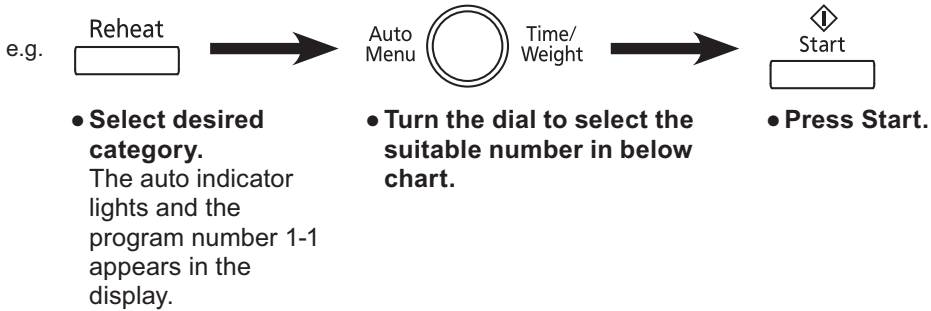 e.g.
Reheat
Auto
Menu
Time/
Weight
Start
● Select desired
category.
The auto indicator
lights and the
program number 1-1
appears in the
display.
● Turn the dial to select the
suitable number in below
chart.
● Press Start.